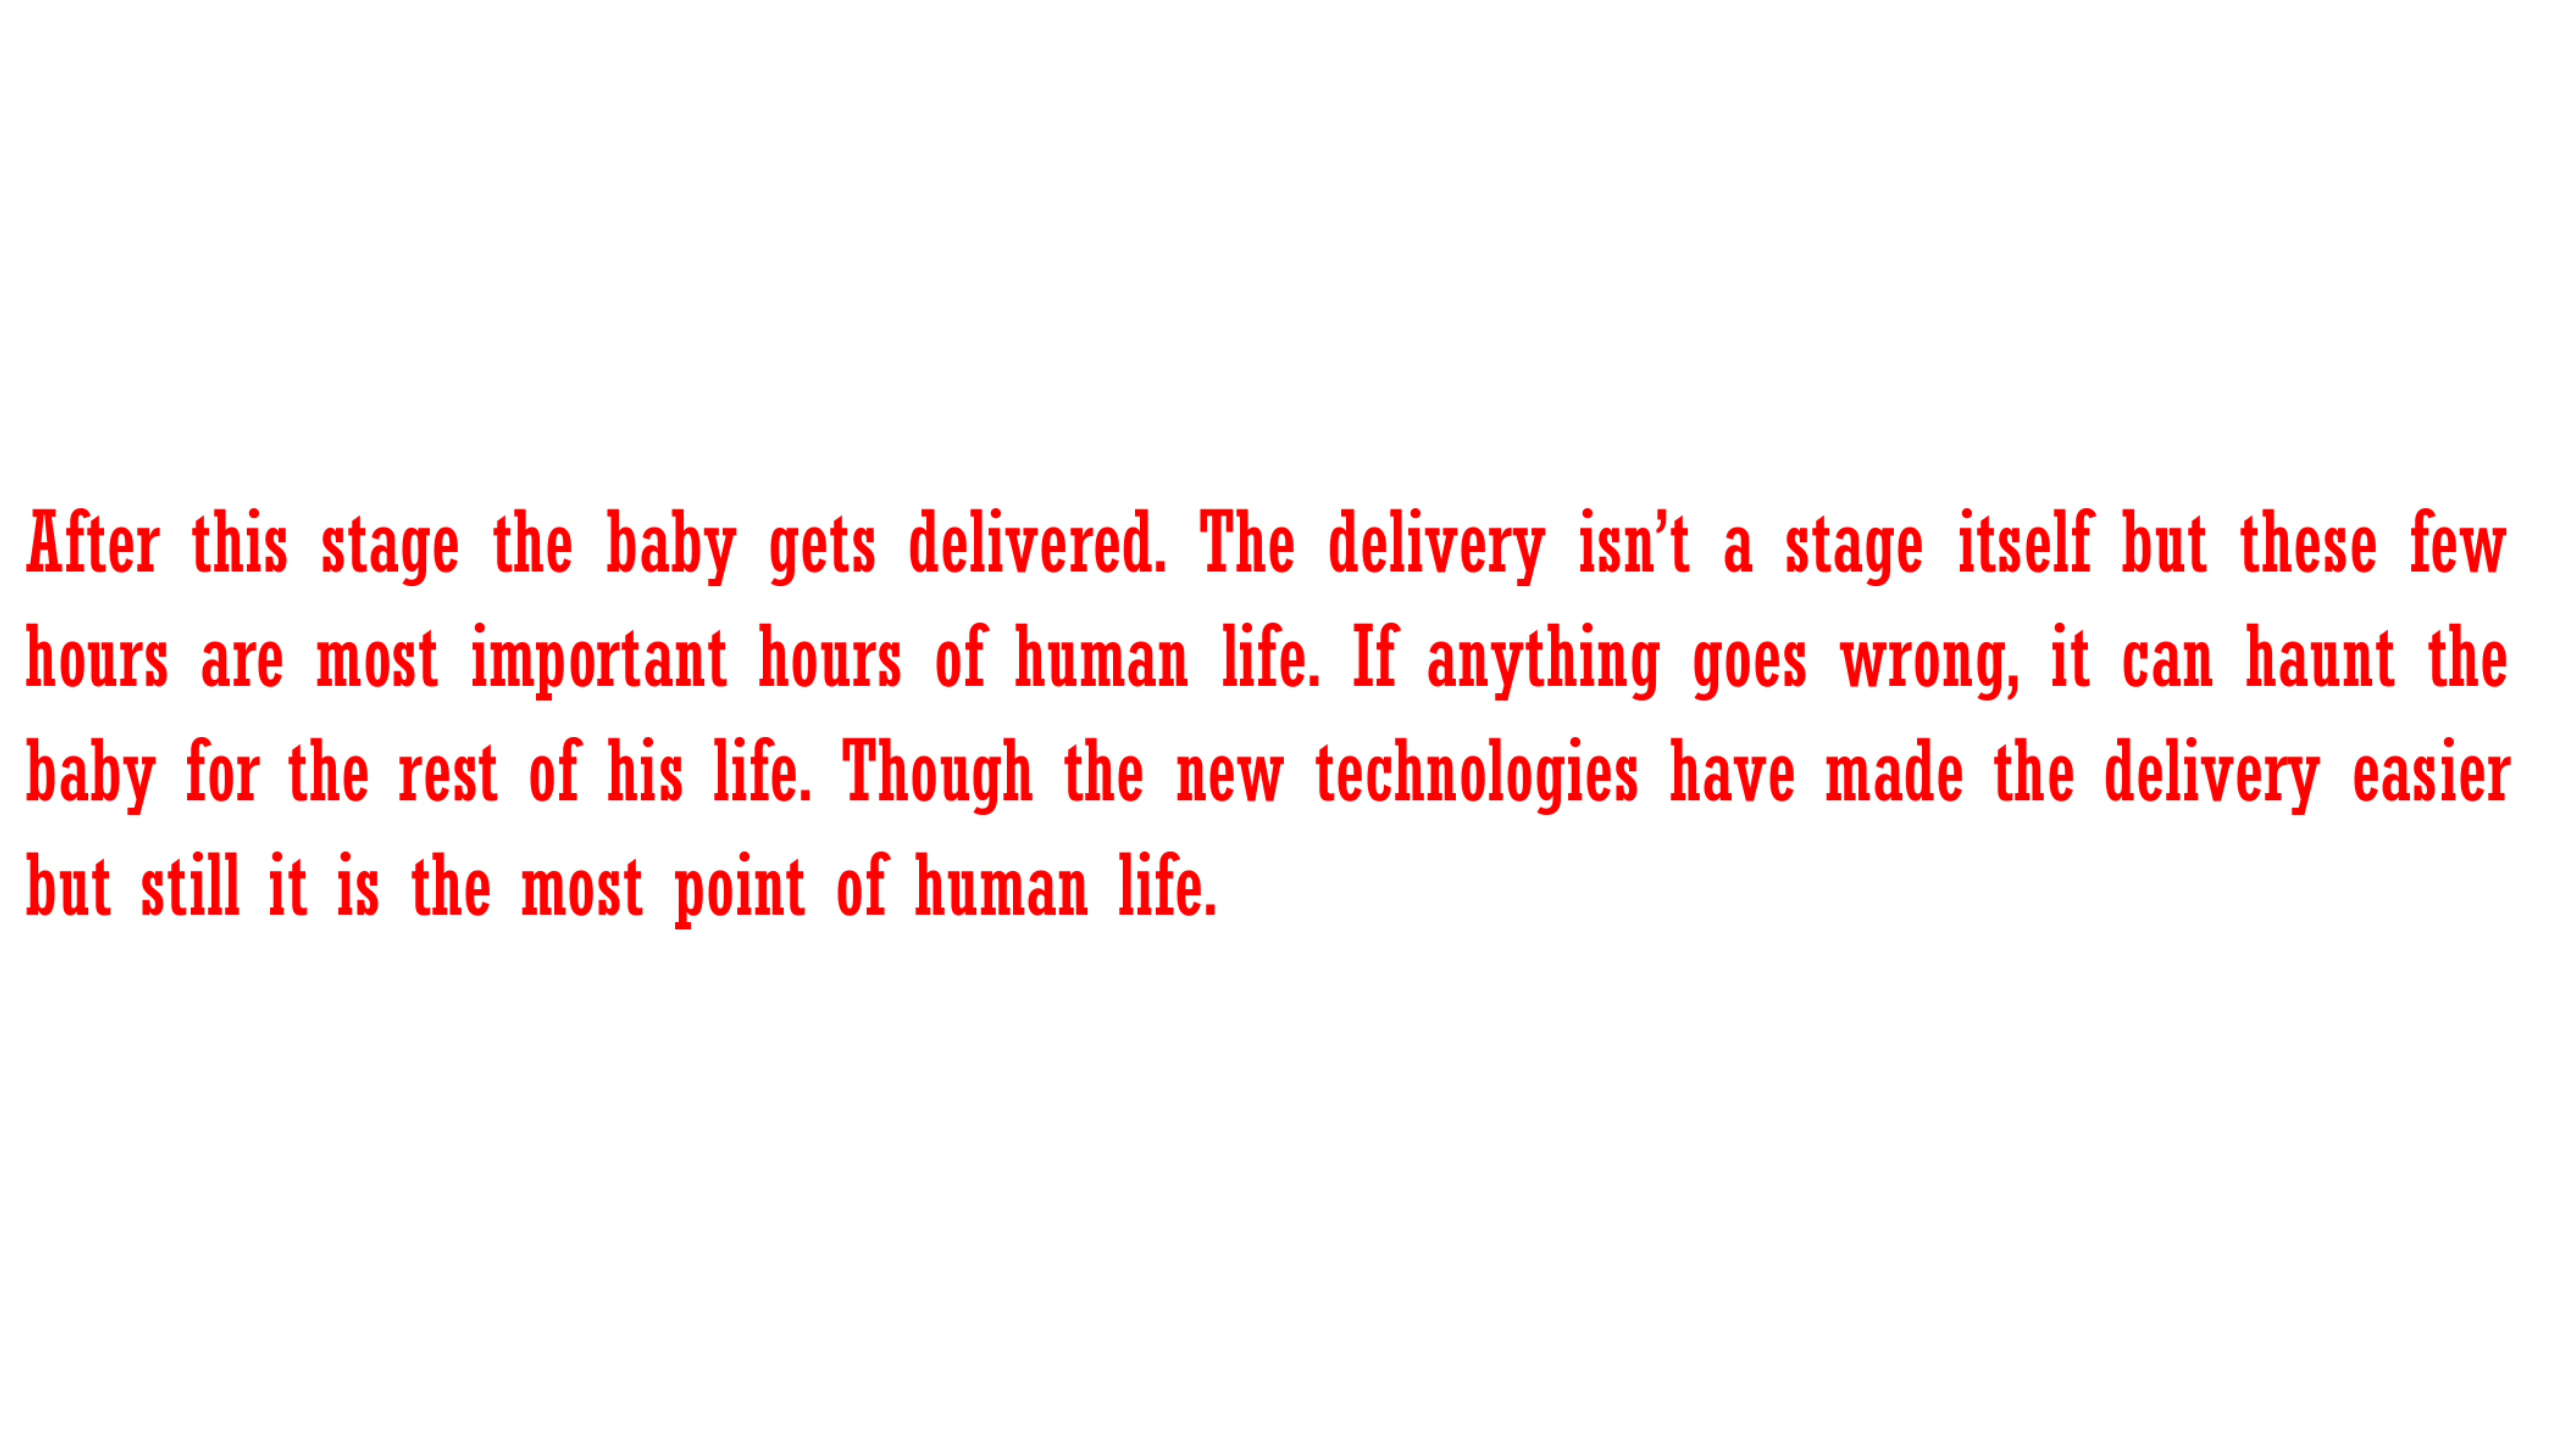 After this stage the baby gets delivered. The delivery isn’t a stage itself but these few
hours are most important hours of human life. If anything goes wrong, it can haunt the
baby for the rest of his life. Though the new technologies have made the delivery easier
but still it is the most point of human life.